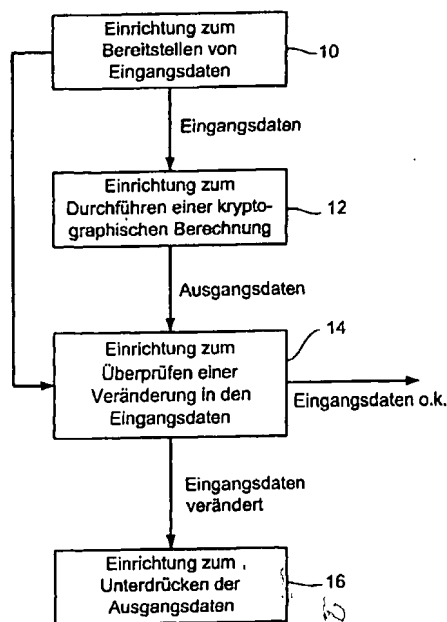 Einrichtung zum
Bereitstellen von
Eingangsdaten
10
Eingangsdaten
Einrichtung zum
Durchführen einer krypto-
graphischen Berechnung
12
Ausgangsdaten
14
Einrichtung zum
Überprüfen einer
Veränderung in den
Eingangsdaten
Eingangsdaten o.k.
Eingangsdaten
verändert
Einrichtung zum
Unterdrücken der
Ausgangsdaten
16